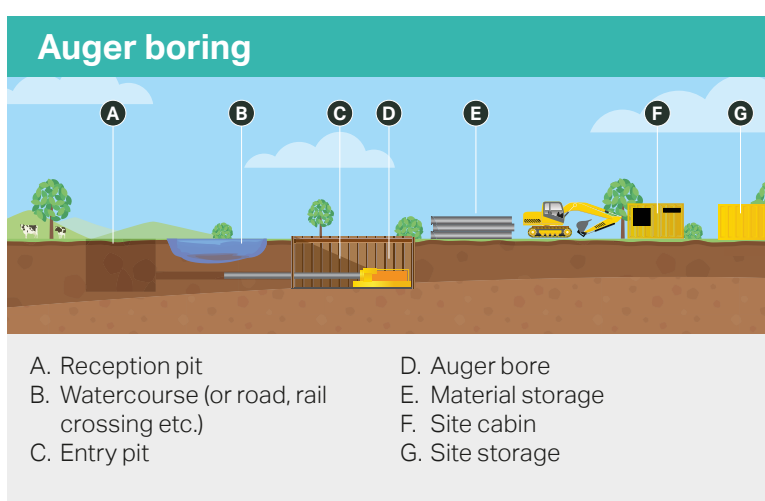 Auger boring
A
B
C
D
E
F
G
A. Reception pit
B. Watercourse (or road, rail
crossing etc.)
C. Entry pit
D. Auger bore
E. Material storage
F. Site cabin
G. Site storage